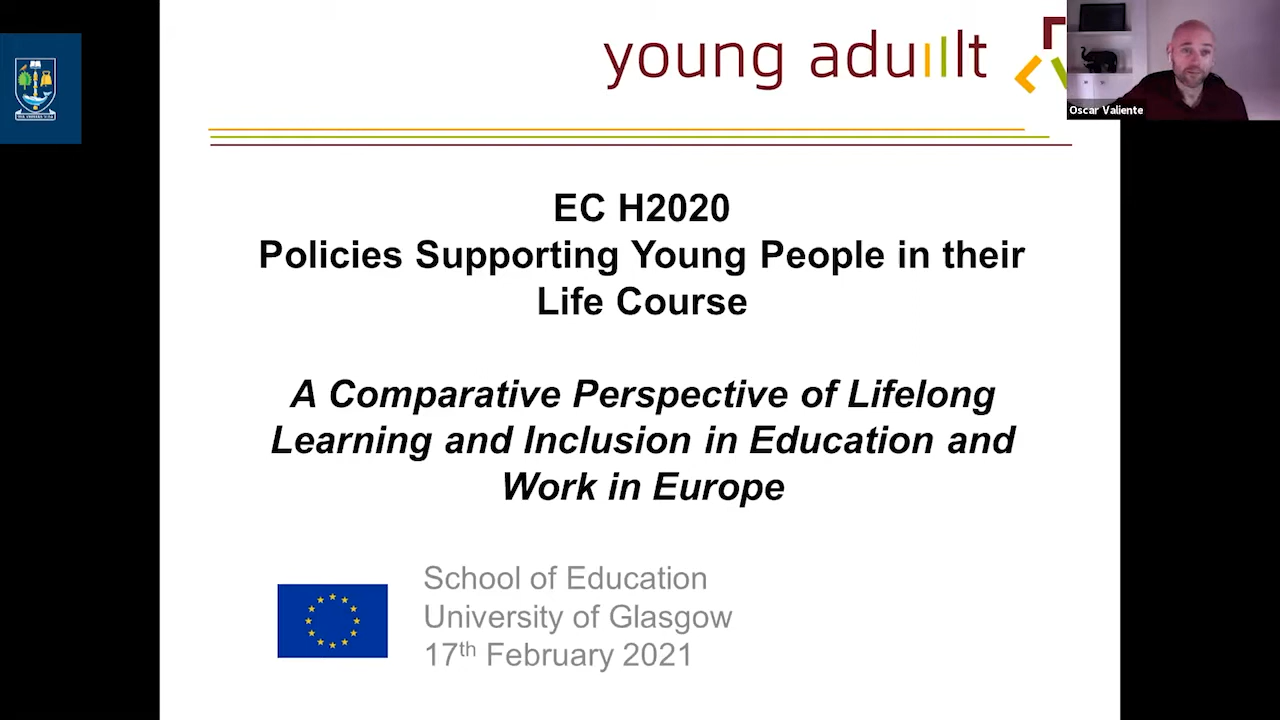 young adulllt
Oscar Valiente
EC H2020
Policies Supporting Young People in their
Life Course
A Comparative Perspective of Lifelong
Learning and Inclusion in Education and
Work in Europe
School of Education
University of Glasgow
17th February 2021